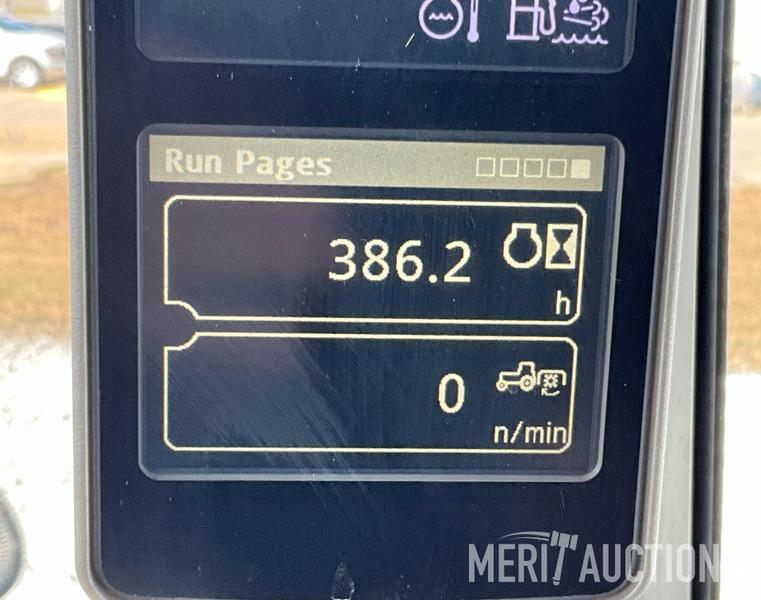 Run Pages
386.2
h
0
n/min
MERIT AUCTION